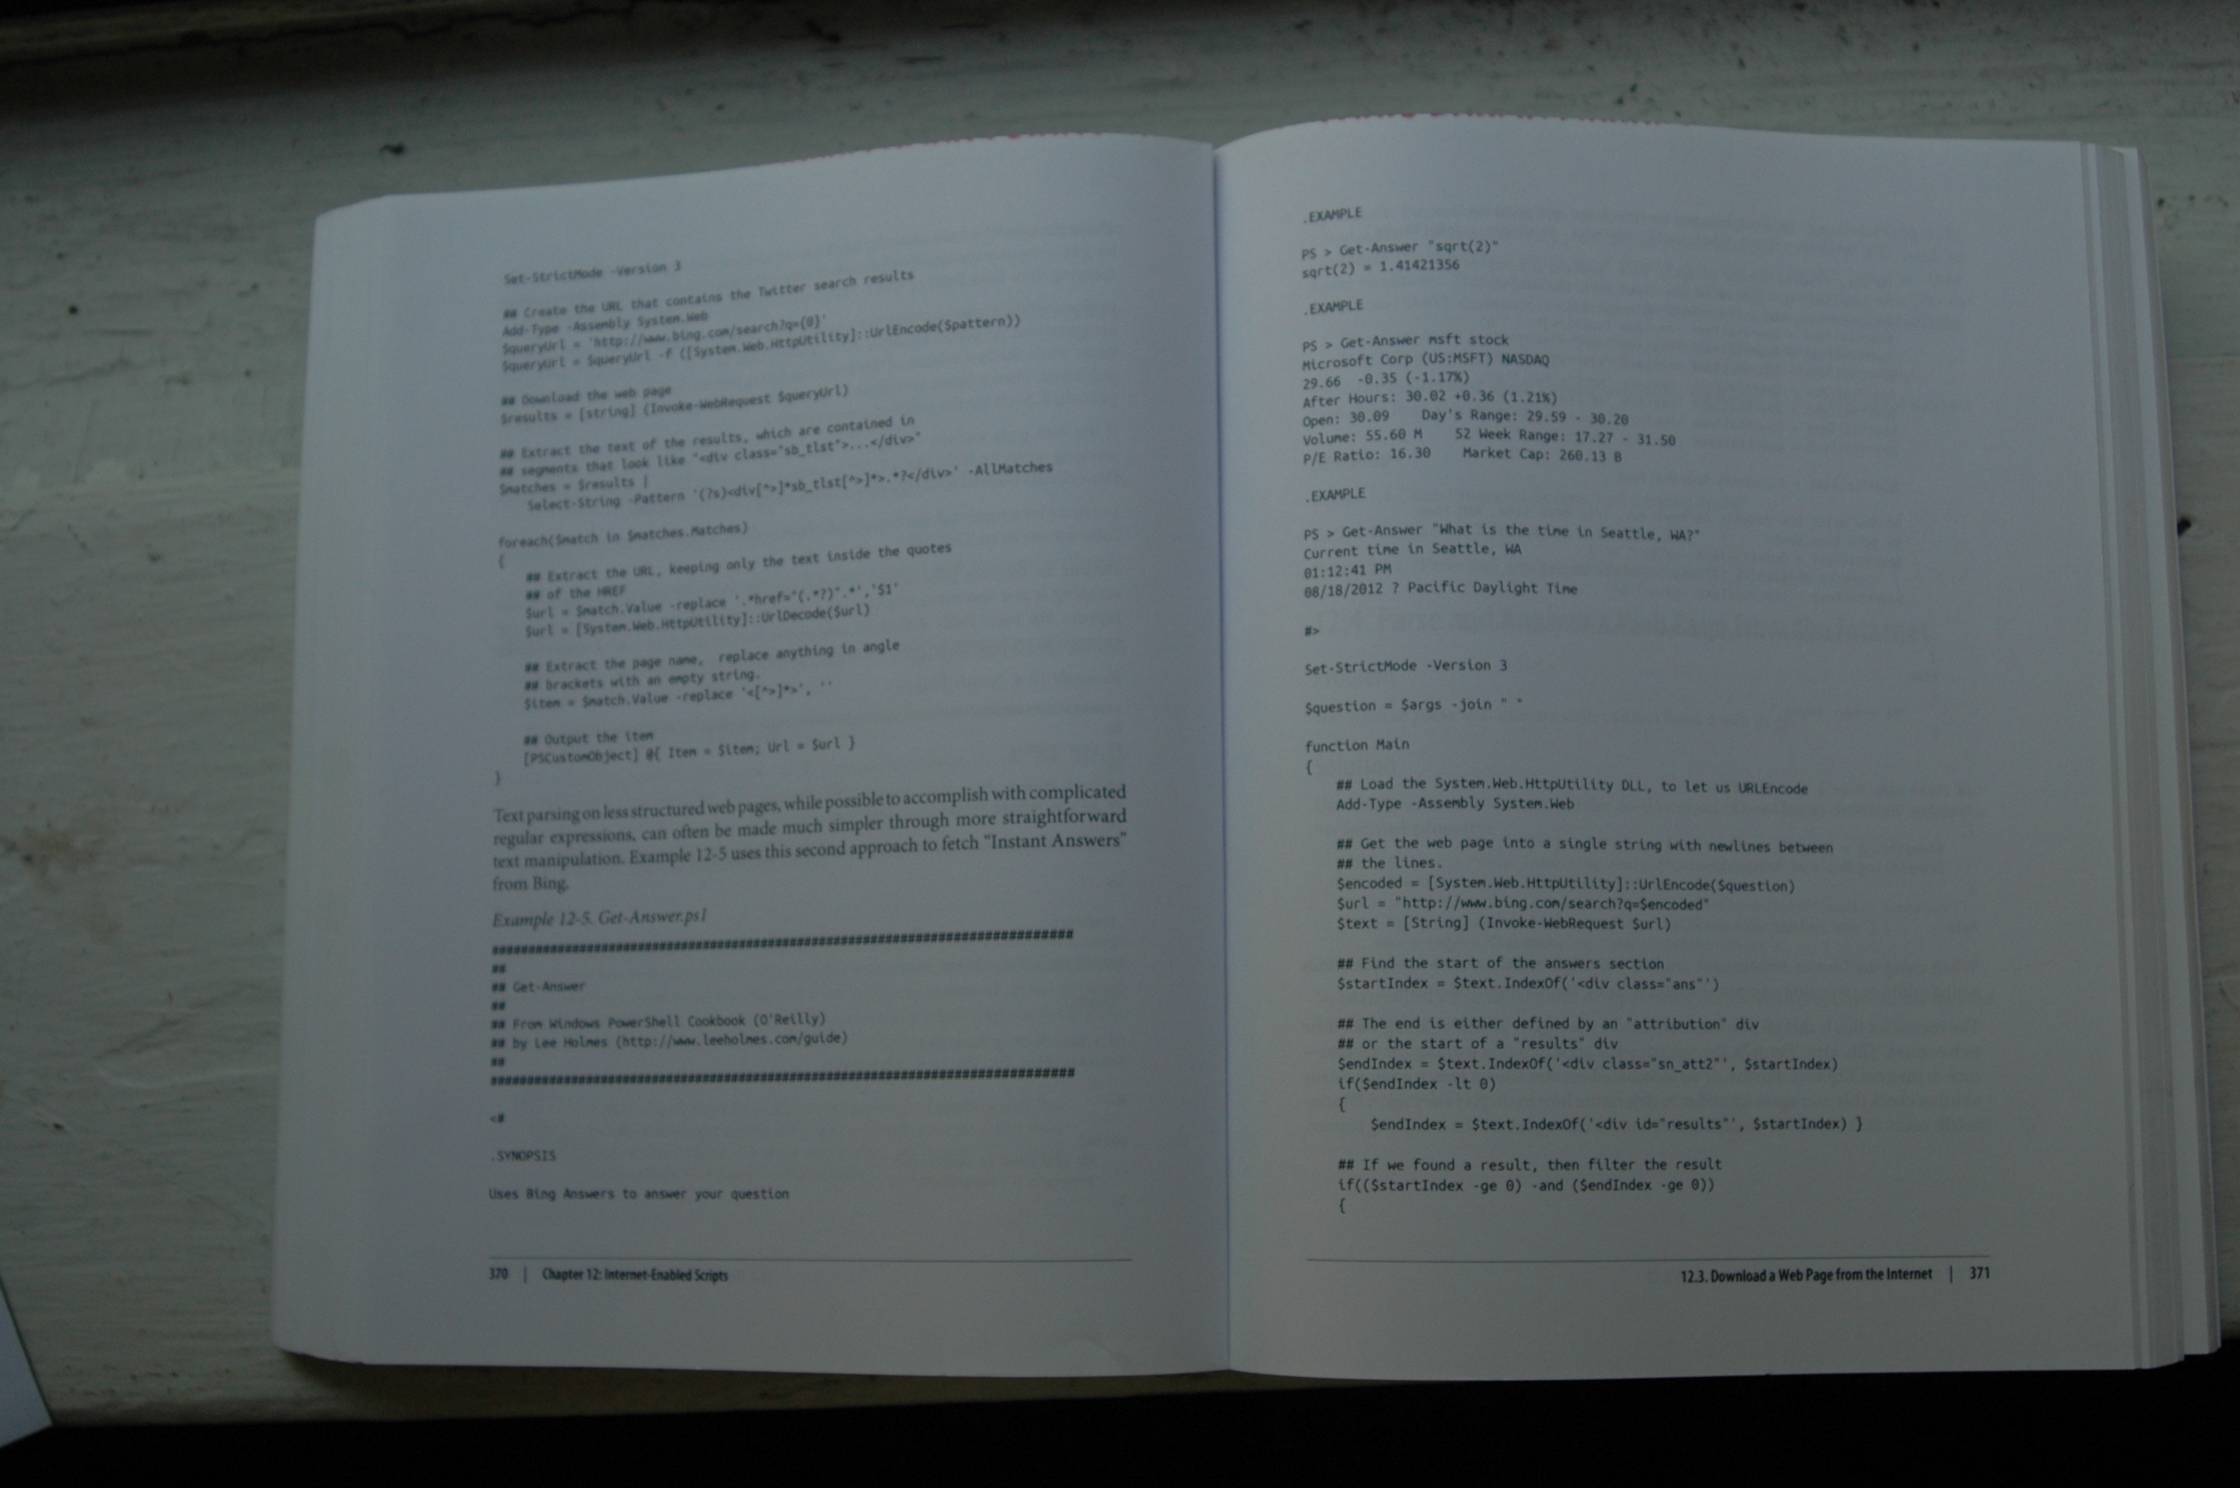 Set-StrictMode -Version 3
## Create the URL that contains the Twitter search results
Add-Type -Assembly System.Web
$queryUrl = 'http://www.bing.com/search?q={0}'
$queryUrl = $queryUrl -f ([System.Web.HttpUtility]::UrlEncode($pattern))
## Download the web page
$results = [string] (Invoke-WebRequest $queryUrl)
## Extract the text of the results, which are contained in
## segments that look like "<div class="sb_tlst">...</div>"
$matches = $results |
Select-String -Pattern '(?s)<div[^>]*sb_tlst[^>]*>.*?</div>' -AllMatches
foreach($match in $matches.Matches)
{
## Extract the URL, keeping only the text inside the quotes
## of the HREF
$url = $match.Value -replace '.*href="(.*?)".*','$1'
$url = [System.Web.HttpUtility]::UrlDecode($url)
## Extract the page name, replace anything in angle
## brackets with an empty string.
$item = $match.Value -replace '<[^>]*>', ''
## Output the item
[PSCustomObject] @{ Item = $item; Url = $url }
}
Text parsing on less structured web pages, while possible to accomplish with complicated
regular expressions, can often be made much simpler through more straightforward
text manipulation. Example 12-5 uses this second approach to fetch "Instant Answers"
from Bing.
Example 12-5. Get-Answer.ps1
##############################################################################
##
## Get-Answer
##
## From Windows PowerShell Cookbook (O'Reilly)
## by Lee Holmes (http://www.leeholmes.com/guide)
##
##############################################################################
<#
.SYNOPSIS
Uses Bing Answers to answer your question
370 | Chapter 12: Internet-Enabled Scripts
.EXAMPLE
PS > Get-Answer "sqrt(2)"
sqrt(2) = 1.41421356
.EXAMPLE
PS > Get-Answer msft stock
Microsoft Corp (US:MSFT) NASDAQ
29.66 -0.35 (-1.17%)
After Hours: 30.02 +0.36 (1.21%)
Open: 30.09 Day's Range: 29.59 - 30.20
Volume: 55.60 M 52 Week Range: 17.27 - 31.50
P/E Ratio: 16.30 Market Cap: 260.13 B
.EXAMPLE
PS > Get-Answer "What is the time in Seattle, WA?"
Current time in Seattle, WA
01:12:41 PM
08/18/2012 ? Pacific Daylight Time
#>
Set-StrictMode -Version 3
$question = $args -join " "
function Main
{
## Load the System.Web.HttpUtility DLL, to let us URLEncode
Add-Type -Assembly System.Web
## Get the web page into a single string with newlines between
## the lines.
$encoded = [System.Web.HttpUtility]::UrlEncode($question)
$url = "http://www.bing.com/search?q=$encoded"
$text = [String] (Invoke-WebRequest $url)
## Find the start of the answers section
$startIndex = $text.IndexOf('<div class="ans"')
## The end is either defined by an "attribution" div
## or the start of a "results" div
$endIndex = $text.IndexOf('<div class="sn_att2"', $startIndex)
if($endIndex -lt 0)
{
$endIndex = $text.IndexOf('<div id="results"', $startIndex) }
## If we found a result, then filter the result
if(($startIndex -ge 0) -and ($endIndex -ge 0))
{
12.3. Download a Web Page from the Internet | 371